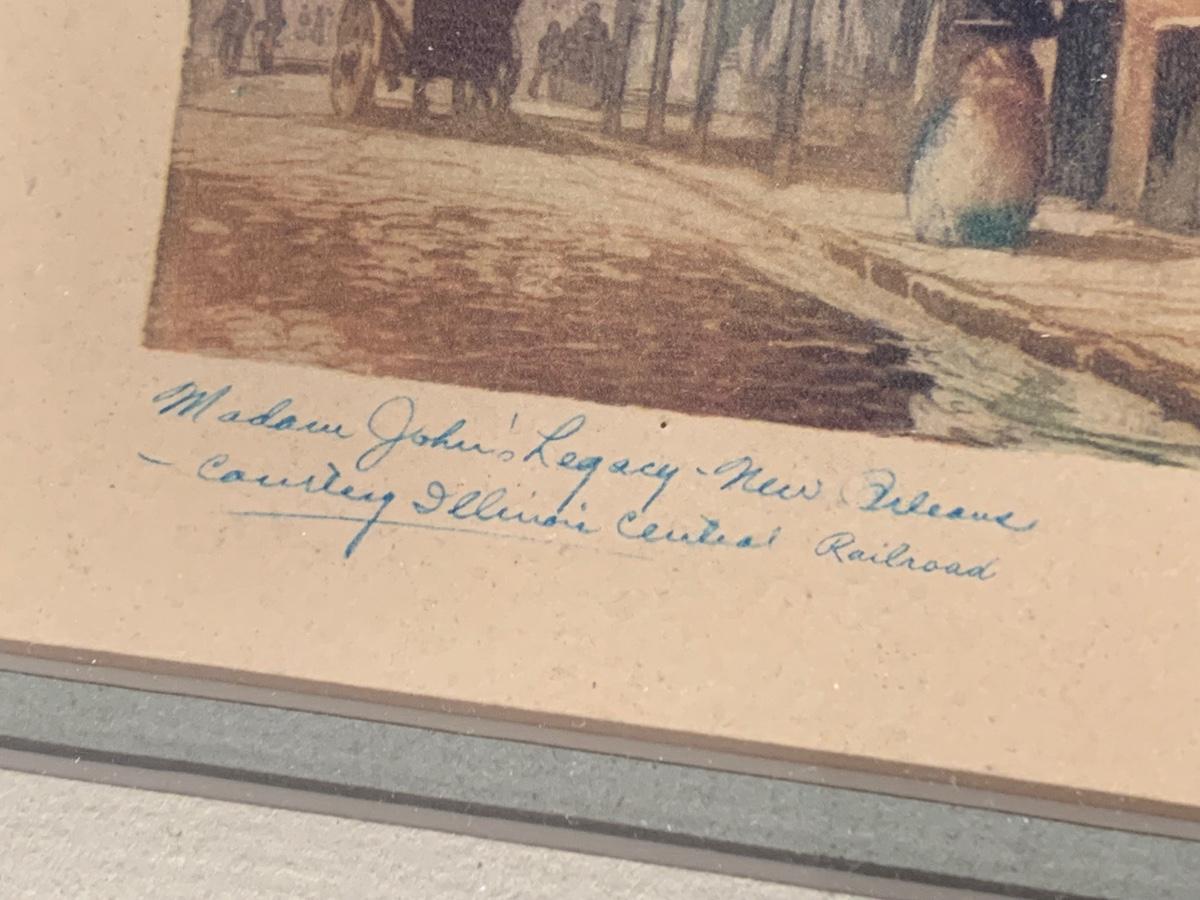 Madam John's Legacy - New Orleans
- Courtesy Illinois Central Railroad